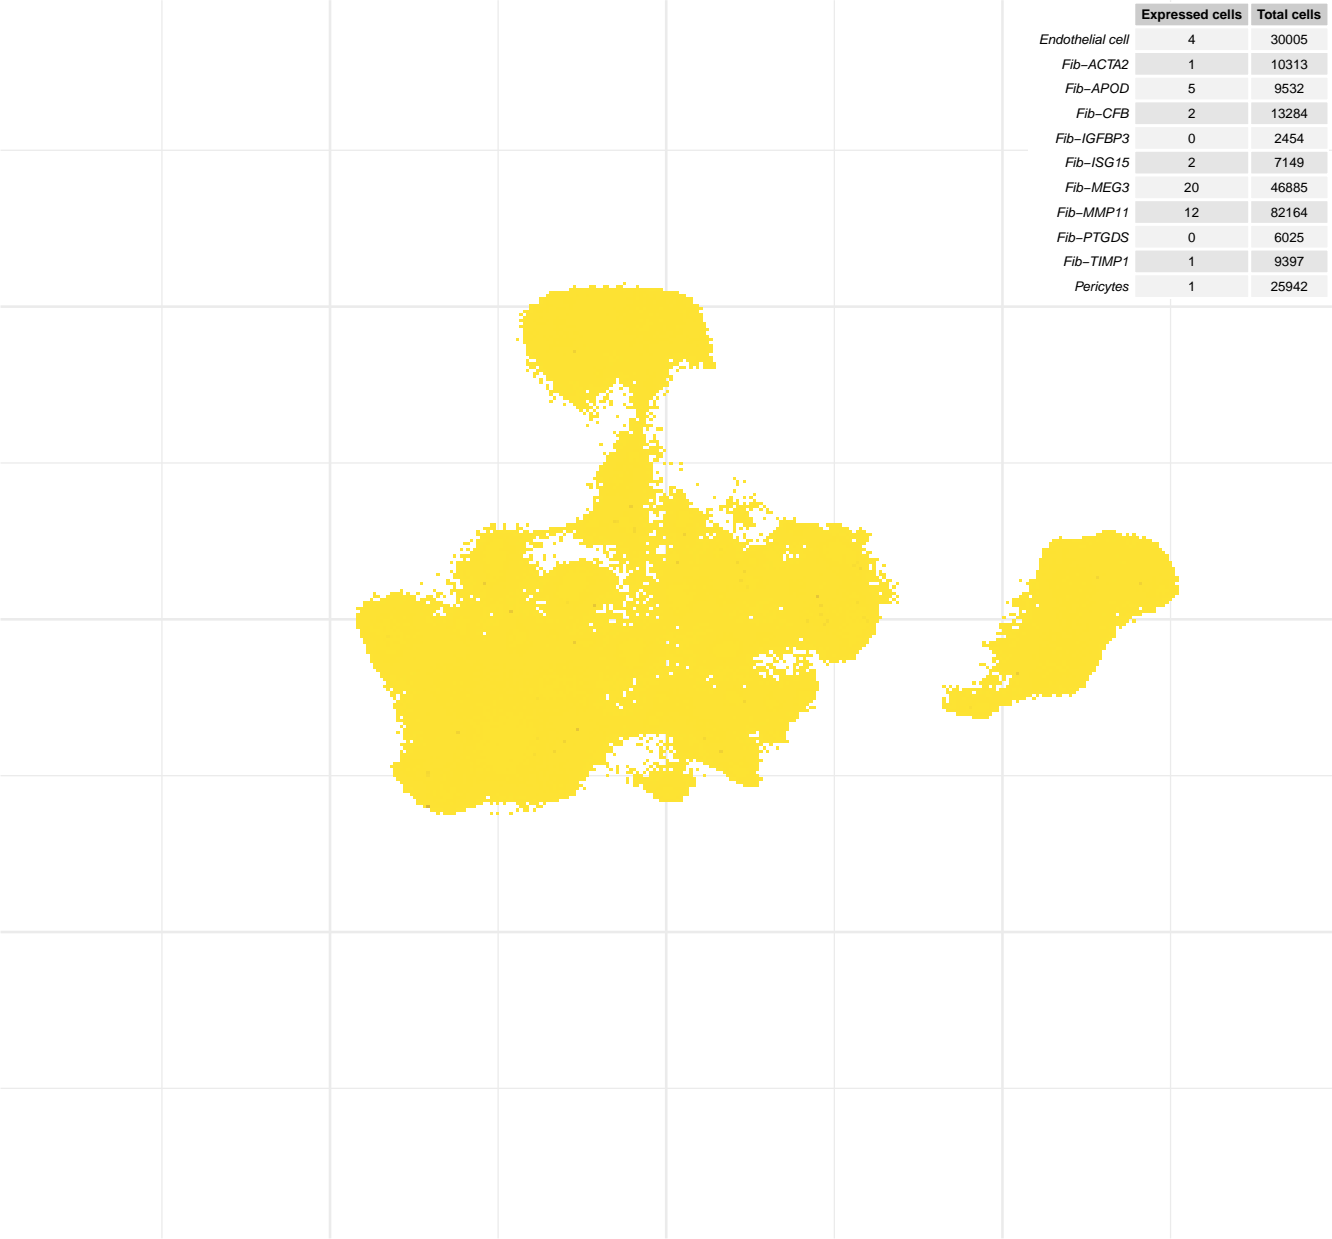 Expressed cells Total cells
Endothelial cell 4 30005
Fib−ACTA2 1 10313
Fib−APOD 5 9532
Fib−CFB 2 13284
Fib−IGFBP3 0 2454
Fib−ISG15 2 7149
Fib−MEG3 20 46885
Fib−MMP11 12 82164
Fib−PTGDS 0 6025
Fib−TIMP1 1 9397
Pericytes 1 25942